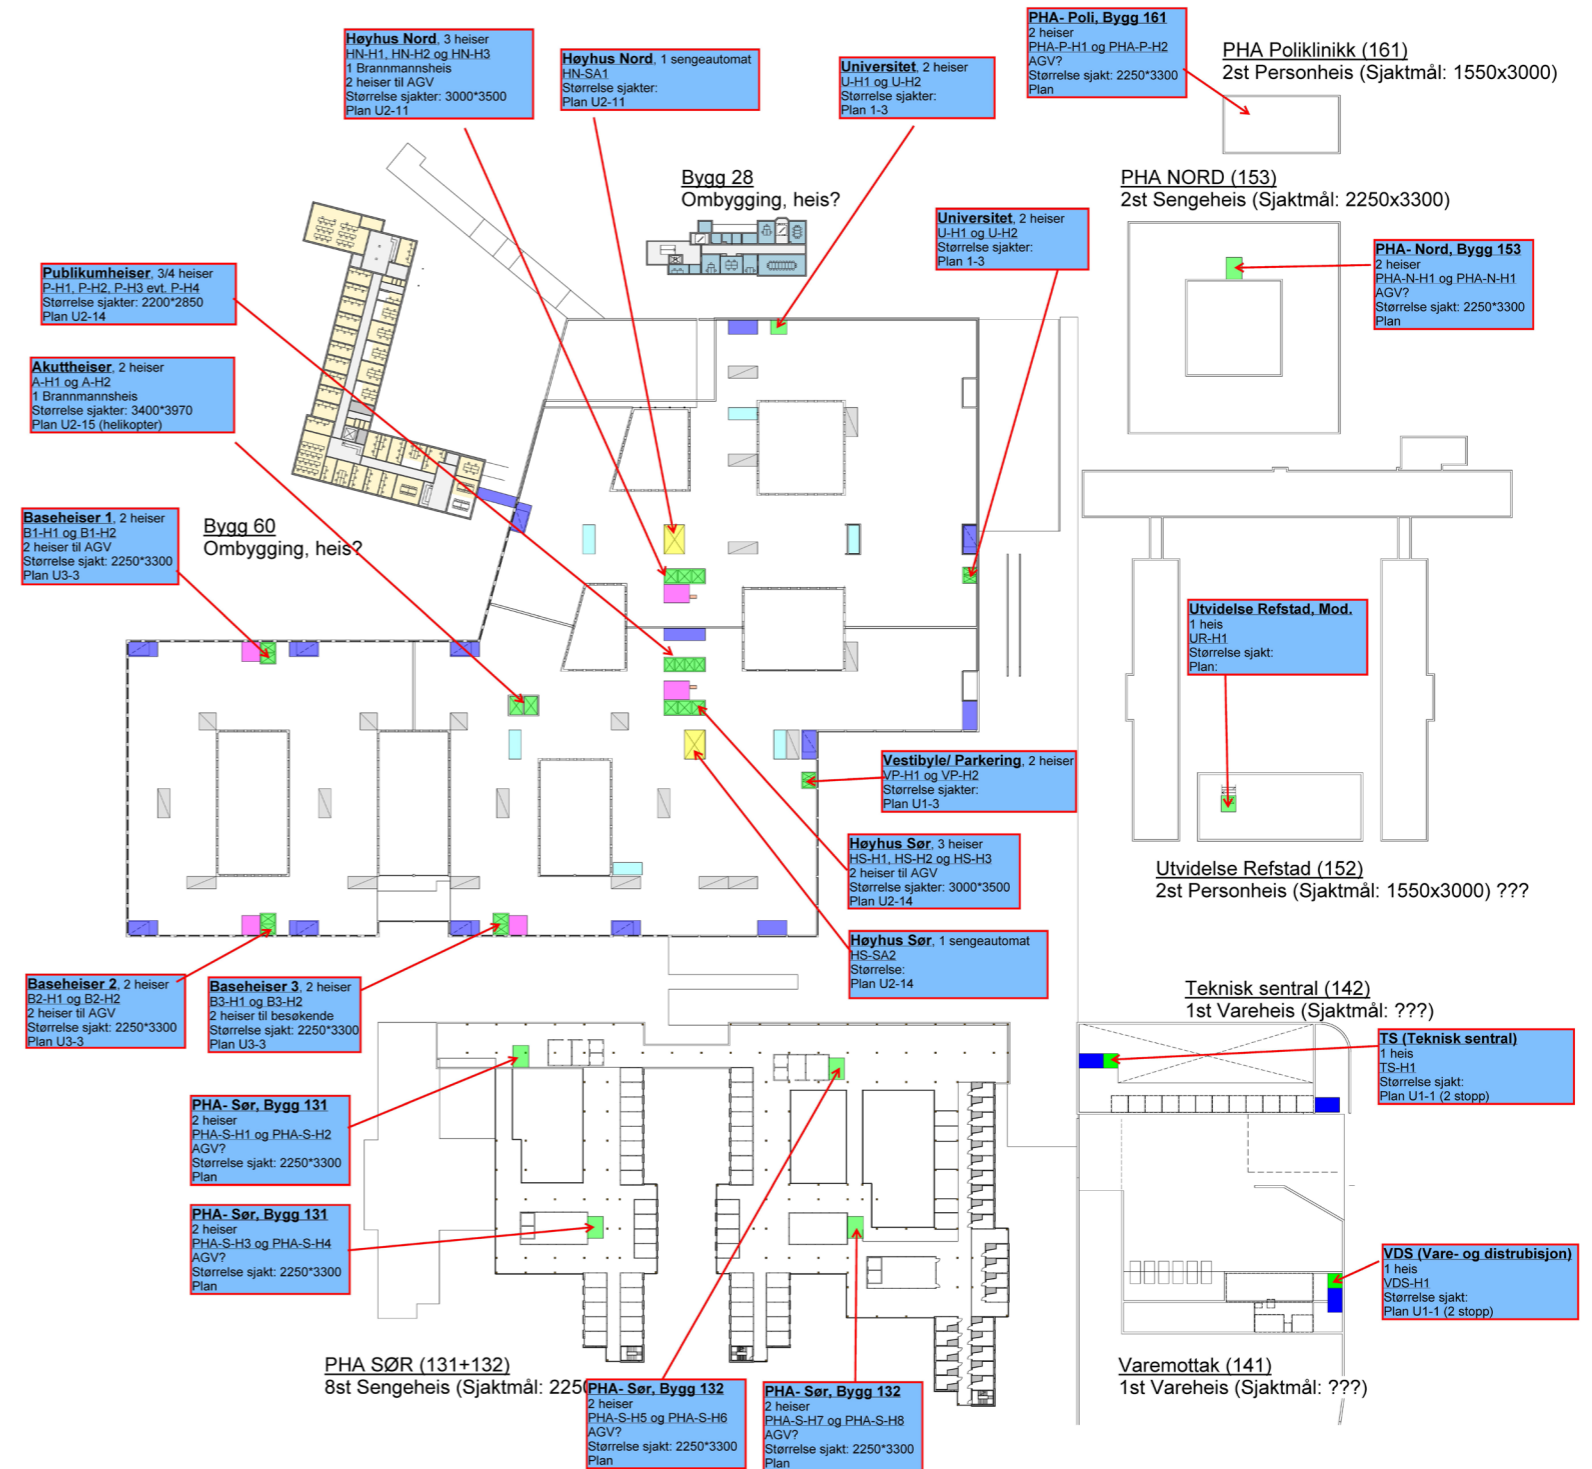 Høyhus Nord, 3 heiser
HN-H1, HN-H2 og HN-H3
1 Brannmannsheis
2 heiser til AGV
Størrelse sjakter: 3000*3500
Plan U2-11
Høyhus Nord, 1 sengeautomat
HN-SA1
Størrelse sjakter:
Plan U2-11
Universitet, 2 heiser
U-H1 og U-H2
Størrelse sjakter:
Plan 1-3
PHA- Poli, Bygg 161
2 heiser
PHA-P-H1 og PHA-P-H2
AGV?
Størrelse sjakt: 2250*3300
Plan
PHA Poliklinikk (161)
2st Personheis (Sjaktmål: 1550x3000)
Bygg 28
Ombygging, heis?
PHA NORD (153)
2st Sengeheis (Sjaktmål: 2250x3300)
Universitet, 2 heiser
U-H1 og U-H2
Størrelse sjakter:
Plan 1-3
PHA- Nord, Bygg 153
2 heiser
PHA-N-H1 og PHA-N-H1
AGV?
Størrelse sjakt: 2250*3300
Plan
Publikumheiser, 3/4 heiser
P-H1, P-H2, P-H3 evt. P-H4
Størrelse sjakter: 2200*2850
Plan U2-14
Akuttheiser, 2 heiser
A-H1 og A-H2
1 Brannmannsheis
Størrelse sjakter: 3400*3970
Plan U2-15 (helikopter)
Baseheiser 1, 2 heiser
B1-H1 og B1-H2
2 heiser til AGV
Størrelse sjakt: 2250*3300
Plan U3-3
Bygg 60
Ombygging, heis?
Utvidelse Refstad, Mod.
1 heis
UR-H1
Størrelse sjakt:
Plan:
Vestibyle/ Parkering, 2 heiser
VP-H1 og VP-H2
Størrelse sjakter:
Plan U1-3
Høyhus Sør, 3 heiser
HS-H1, HS-H2 og HS-H3
2 heiser til AGV
Størrelse sjakter: 3000*3500
Plan U2-14
Utvidelse Refstad (152)
2st Personheis (Sjaktmål: 1550x3000) ???
Høyhus Sør, 1 sengeautomat
HS-SA2
Størrelse:
Plan U2-14
Baseheiser 2, 2 heiser
B2-H1 og B2-H2
2 heiser til AGV
Størrelse sjakt: 2250*3300
Plan U3-3
Baseheiser 3, 2 heiser
B3-H1 og B3-H2
2 heiser til besøkende
Størrelse sjakt: 2250*3300
Plan U3-3
Teknisk sentral (142)
1st Vareheis (Sjaktmål: ???)
TS (Teknisk sentral)
1 heis
TS-H1
Størrelse sjakt:
Plan U1-1 (2 stopp)
PHA- Sør, Bygg 131
2 heiser
PHA-S-H1 og PHA-S-H2
AGV?
Størrelse sjakt: 2250*3300
Plan
PHA- Sør, Bygg 131
2 heiser
PHA-S-H3 og PHA-S-H4
AGV?
Størrelse sjakt: 2250*3300
Plan
VDS (Vare- og distrubisjon)
1 heis
VDS-H1
Størrelse sjakt:
Plan U1-1 (2 stopp)
PHA SØR (131+132)
8st Sengeheis (Sjaktmål: 2250
Varemottak (141)
1st Vareheis (Sjaktmål: ???)
PHA- Sør, Bygg 132
2 heiser
PHA-S-H5 og PHA-S-H6
AGV?
Størrelse sjakt: 2250*3300
Plan
PHA- Sør, Bygg 132
2 heiser
PHA-S-H7 og PHA-S-H8
AGV?
Størrelse sjakt: 2250*3300
Plan